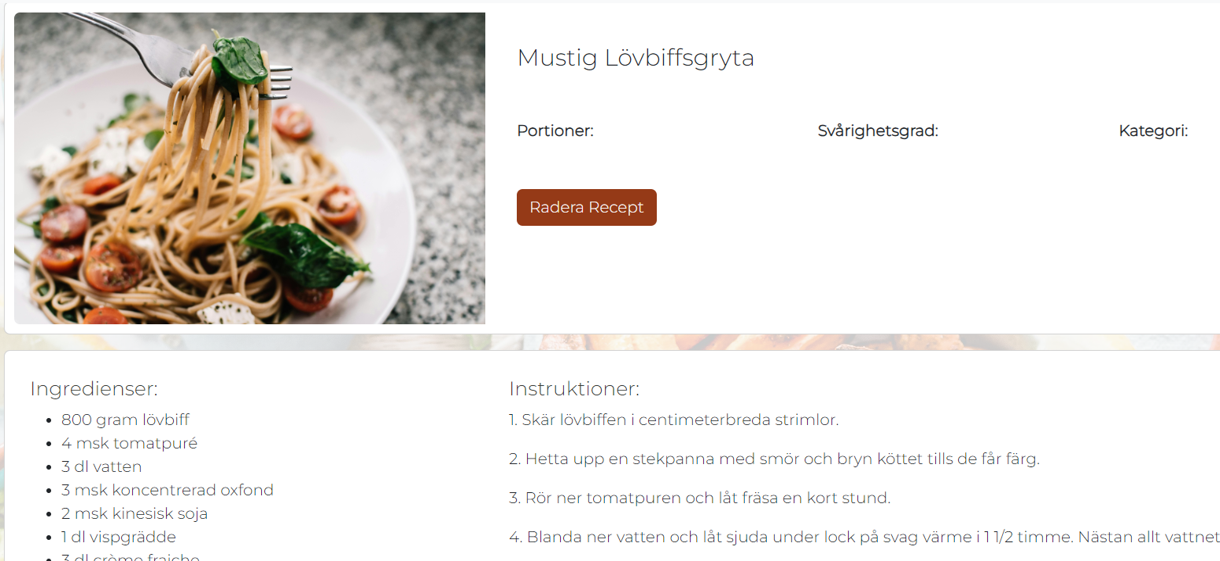 Mustig Lövbiffsgryta
Portioner:
Svårighetsgrad:
Kategori:
Radera Recept
Ingredienser:
800 gram lövbiff
4 msk tomatpuré
3 dl vatten
3 msk koncentrerad oxfond
2 msk kinesisk soja
1 dl vispgrädde
3 dl crème fraiche
Instruktioner:
1. Skär lövbiffen i centimeterbreda strimlor.
2. Hetta upp en stekpanna med smör och bryn köttet tills de får färg.
3. Rör ner tomatpuren och låt fräsa en kort stund.
4. Blanda ner vatten och låt sjuda under lock på svag värme i 1 1/2 timme. Nästan allt vattnet